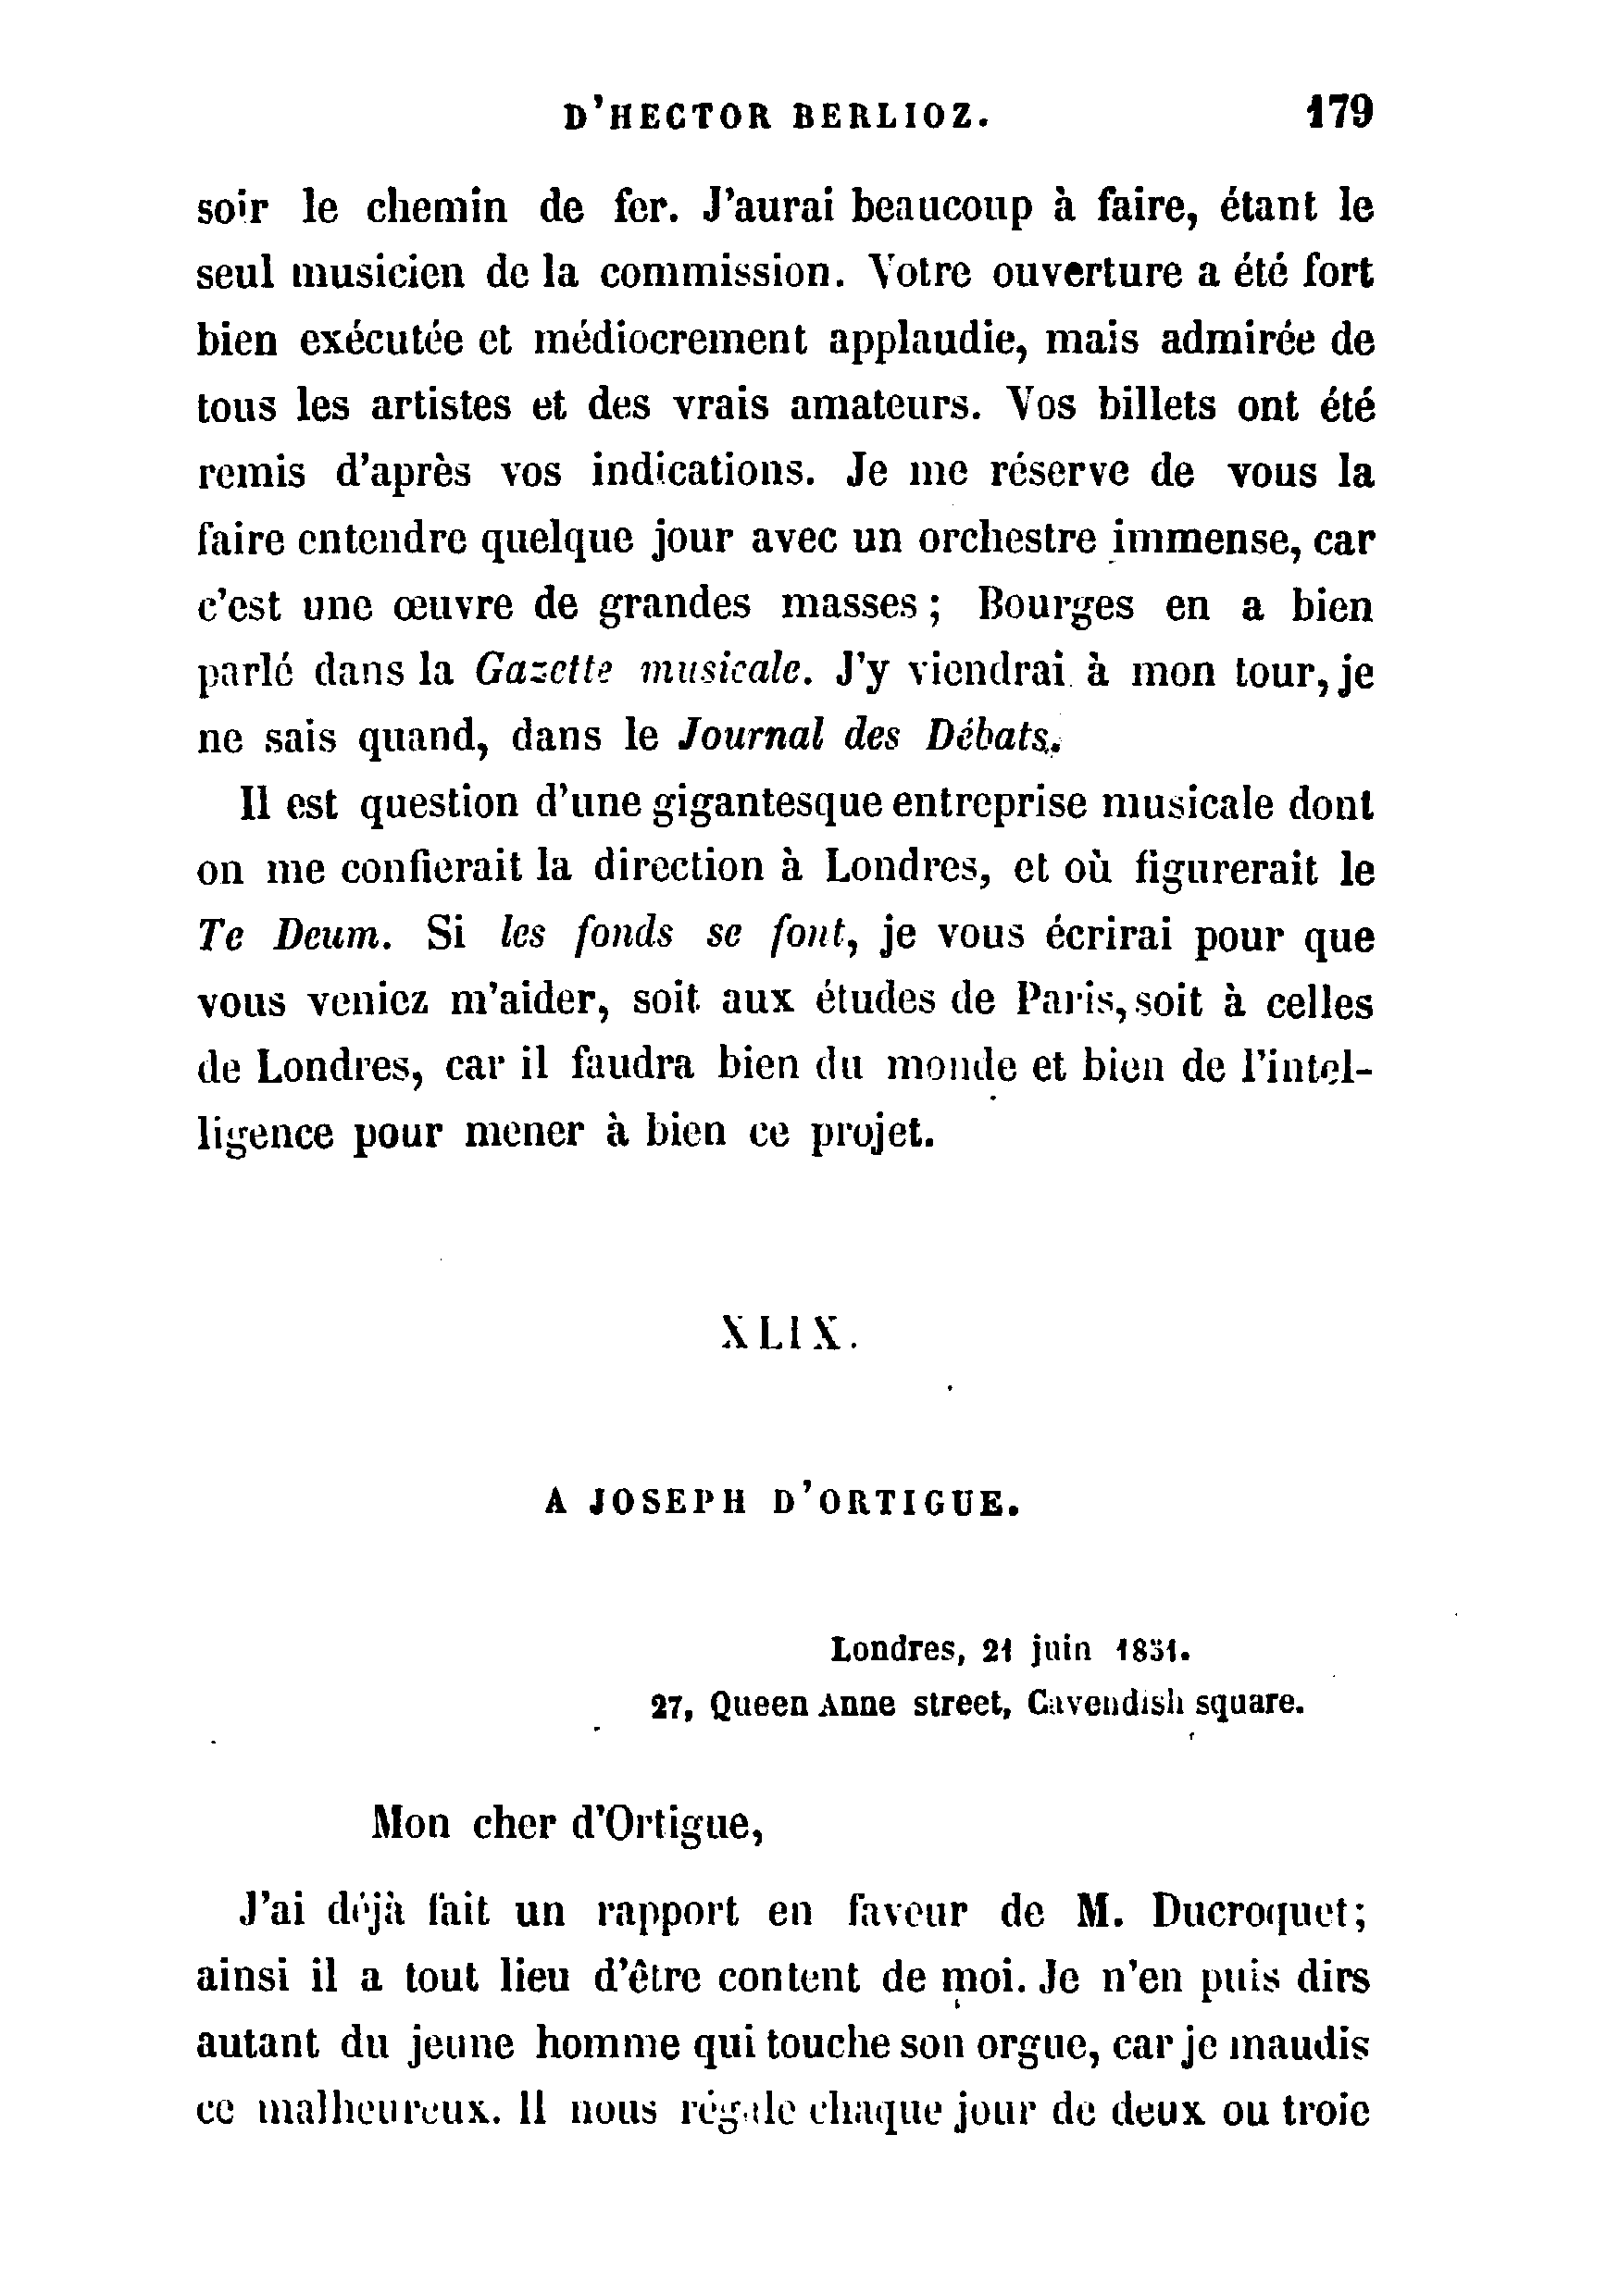 D'HECTOR BERLIOZ. 179
soir le chemin de fer. J'aurai beaucoup à faire, étant le
seul musicien de la commission. Votre ouverture a été fort
bien exécutée et médiocrement applaudie, mais admirée de
tous les artistes et des vrais amateurs. Vos billets ont été
remis d'après vos indications. Je me réserve de vous la
faire entendre quelque jour avec un orchestre immense, car
c'est une œuvre de grandes masses ; Bourges en a bien
parlé dans la Gazette musicale. J'y viendrai à mon tour, je
ne sais quand, dans le Journal des Débats.
Il est question d'une gigantesque entreprise musicale dont
on me confierait la direction à Londres, et où figurerait le
Te Deum. Si les fonds se font, je vous écrirai pour que
vous veniez m'aider, soit aux études de Paris, soit à celles
de Londres, car il faudra bien du monde et bien de l'intel-
ligence pour mener à bien ce projet.
XLIX.
A JOSEPH D'ORTIGUE.
Londres, 21 juin 1851.
27, Queen Anne street, Cavendish square.
Mon cher d'Ortigue,
J'ai déjà fait un rapport en faveur de M. Ducroquet;
ainsi il a tout lieu d'être content de moi. Je n'en puis dirs
autant du jeune homme qui touche son orgue, car je maudis
ce malheureux. Il nous régale chaque jour de deux ou troie